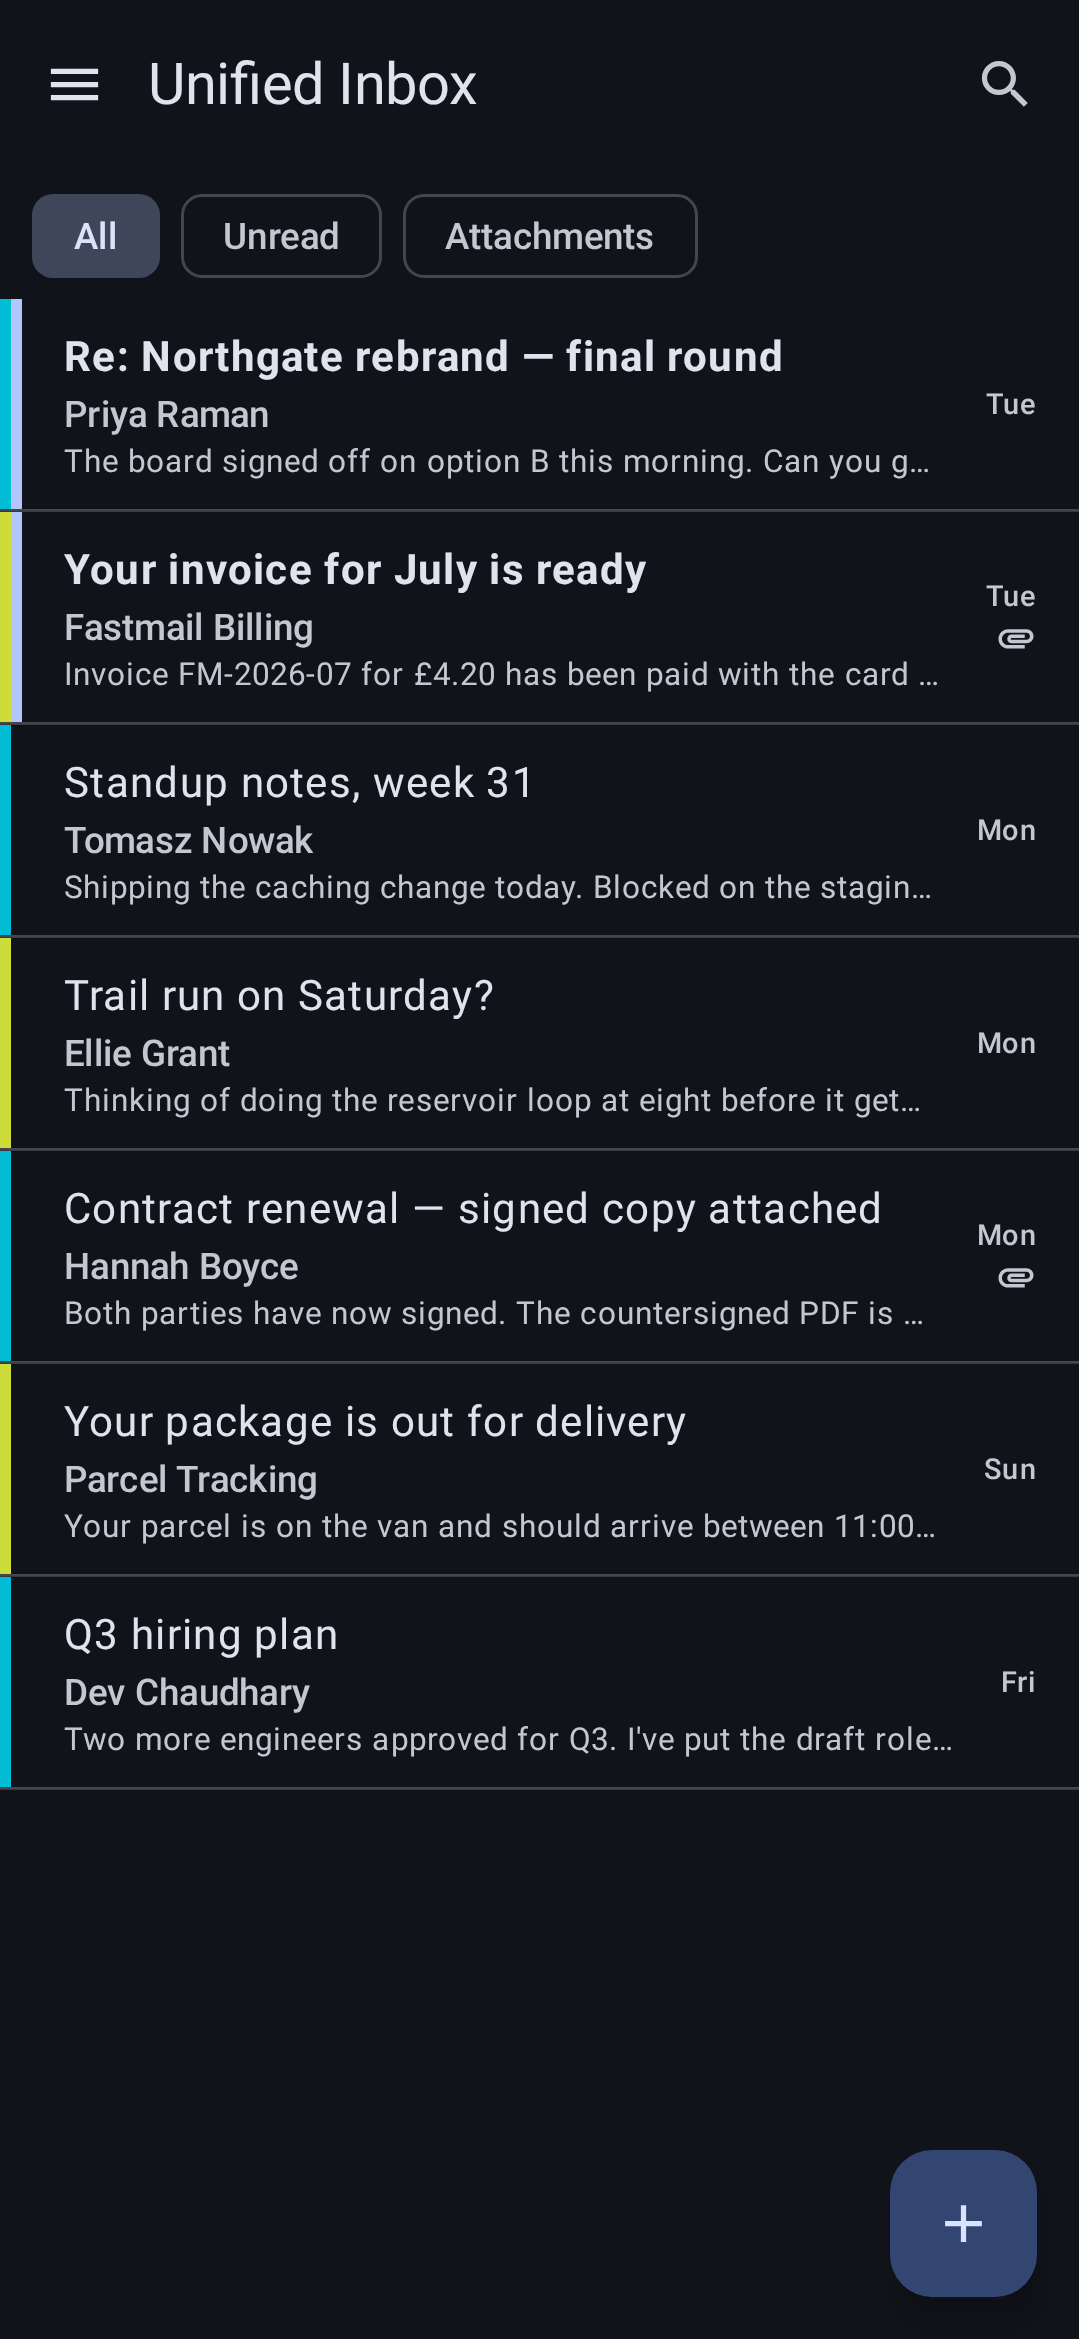 Unified Inbox
All
Unread
Attachments
Re: Northgate rebrand — final round
Priya Raman
Tue
The board signed off on option B this morning. Can you g…
Your invoice for July is ready
Tue
Fastmail Billing
Invoice FM-2026-07 for £4.20 has been paid with the card …
Standup notes, week 31
Tomasz Nowak
Mon
Shipping the caching change today. Blocked on the stagin…
Trail run on Saturday?
Ellie Grant
Mon
Thinking of doing the reservoir loop at eight before it get…
Contract renewal — signed copy attached
Mon
Hannah Boyce
Both parties have now signed. The countersigned PDF is …
Your package is out for delivery
Parcel Tracking
Sun
Your parcel is on the van and should arrive between 11:00…
Q3 hiring plan
Dev Chaudhary
Fri
Two more engineers approved for Q3. I've put the draft role…